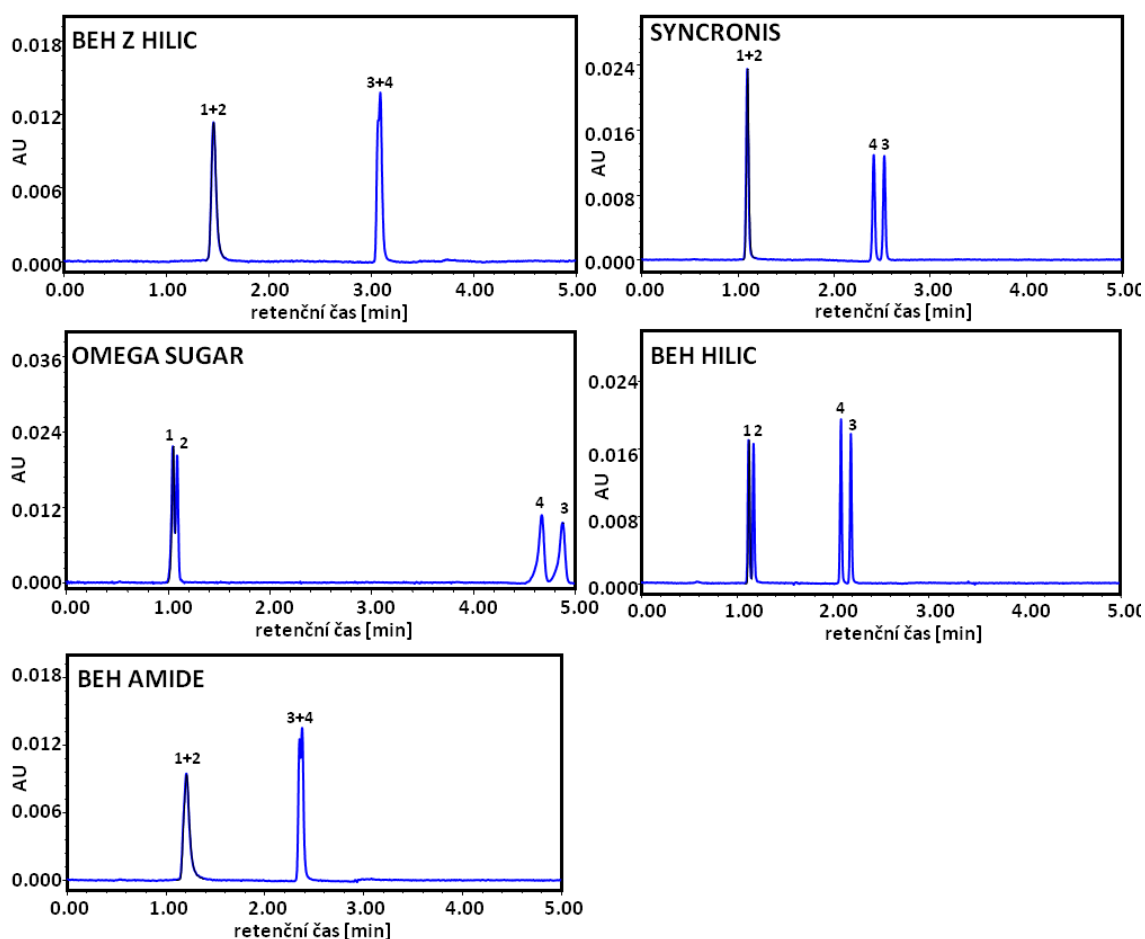 BEH Z HILIC
0.018
0.012
0.006
0.000
AU
1+2
3+4
0.00 1.00 2.00 3.00 4.00 5.00
retenční čas [min]
SYNCRONIS
0.024
0.016
0.008
0.000
AU
1+2
4 3
0.00 1.00 2.00 3.00 4.00 5.00
retenční čas [min]
OMEGA SUGAR
0.036
0.024
0.012
0.000
AU
1 2
4 3
0.00 1.00 2.00 3.00 4.00 5.00
retenční čas [min]
BEH HILIC
0.024
0.016
0.008
0.000
AU
1 2
4 3
0.00 1.00 2.00 3.00 4.00 5.00
retenční čas [min]
BEH AMIDE
0.018
0.012
0.006
0.000
AU
1+2
3+4
0.00 1.00 2.00 3.00 4.00 5.00
retenční čas [min]